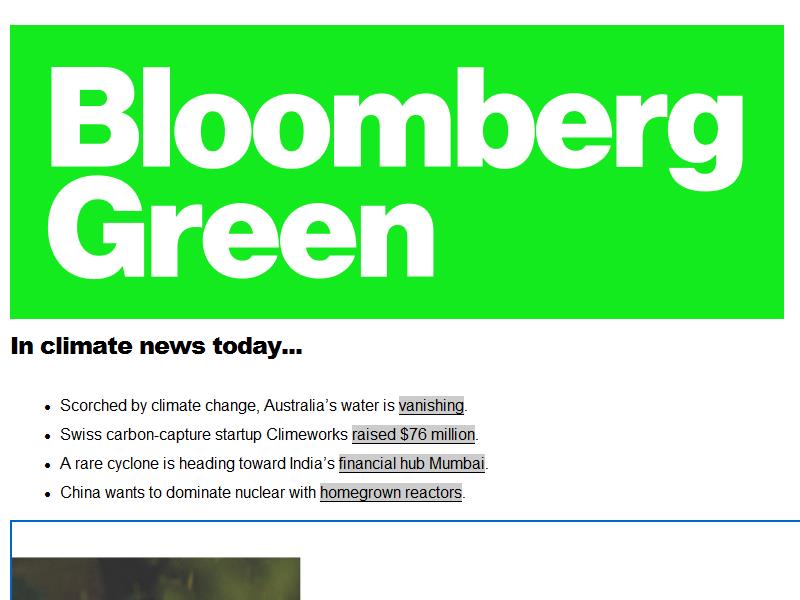 Bloomberg
Green
In climate news today...
• Scorched by climate change, Australia’s water is vanishing.
• Swiss carbon-capture startup Climeworks raised $76 million.
• A rare cyclone is heading toward India’s financial hub Mumbai.
• China wants to dominate nuclear with homegrown reactors.